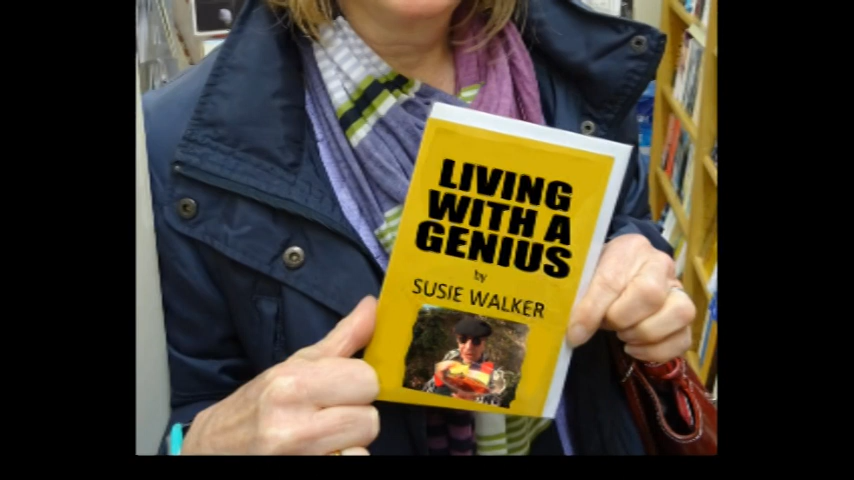 LIVING
WITH A
GENIUS
by
SUSIE WALKER